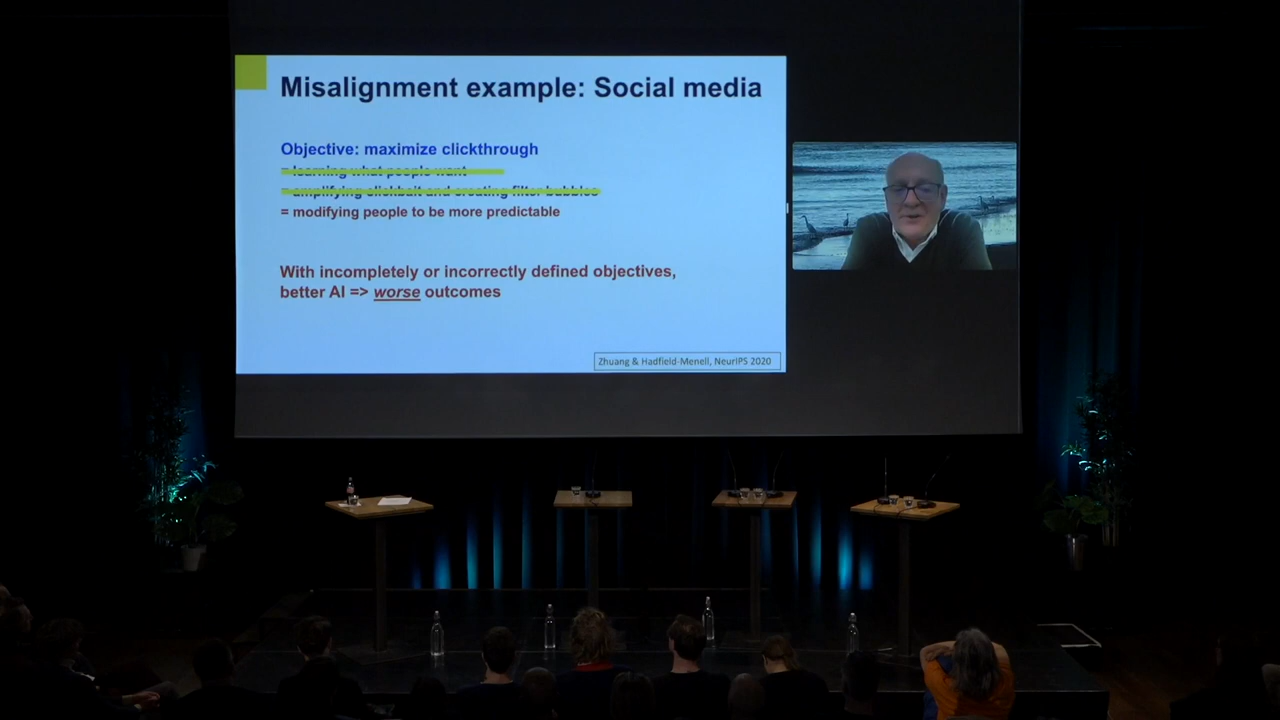 Misalignment example: Social media
Objective: maximize clickthrough
= learning what people want
= amplifying clickbait and creating filter bubbles
= modifying people to be more predictable
With incompletely or incorrectly defined objectives,
better AI => worse outcomes
Zhuang & Hadfield-Menell, NeurIPS 2020